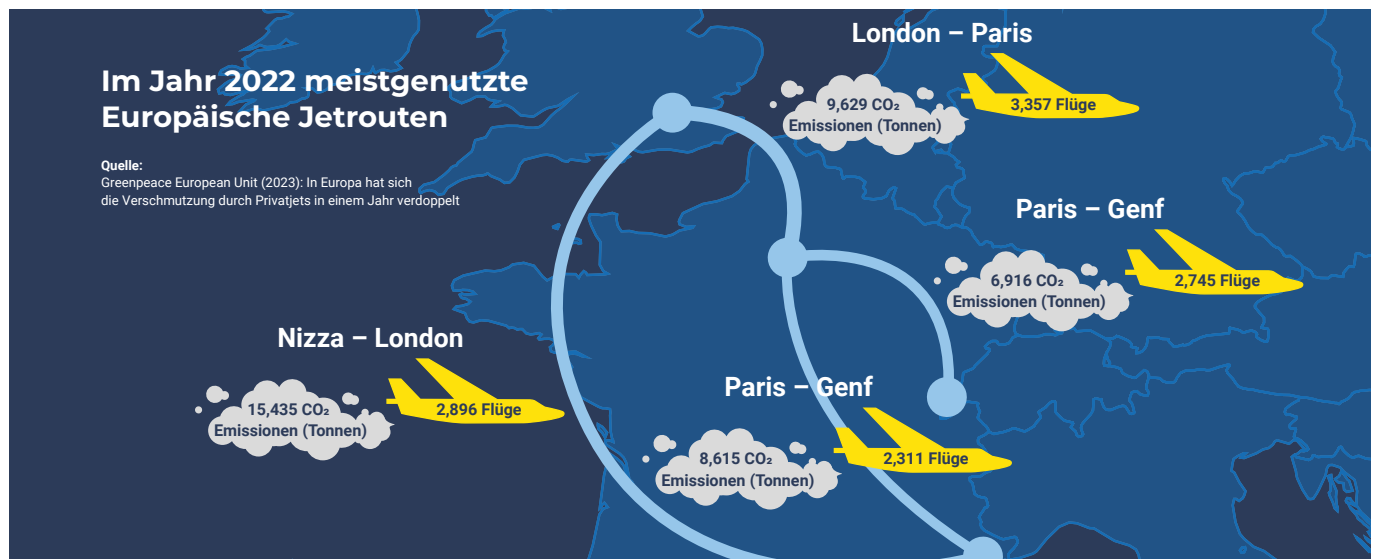 Im Jahr 2022 meistgenutzte
Europäische Jetrouten
Quelle:
Greenpeace European Unit (2023): In Europa hat sich
die Verschmutzung durch Privatjets in einem Jahr verdoppelt
London – Paris
9,629 CO₂
Emissionen (Tonnen)
3,357 Flüge
Paris – Genf
6,916 CO₂
Emissionen (Tonnen)
2,745 Flüge
Nizza – London
15,435 CO₂
Emissionen (Tonnen)
2,896 Flüge
Paris – Genf
8,615 CO₂
Emissionen (Tonnen)
2,311 Flüge